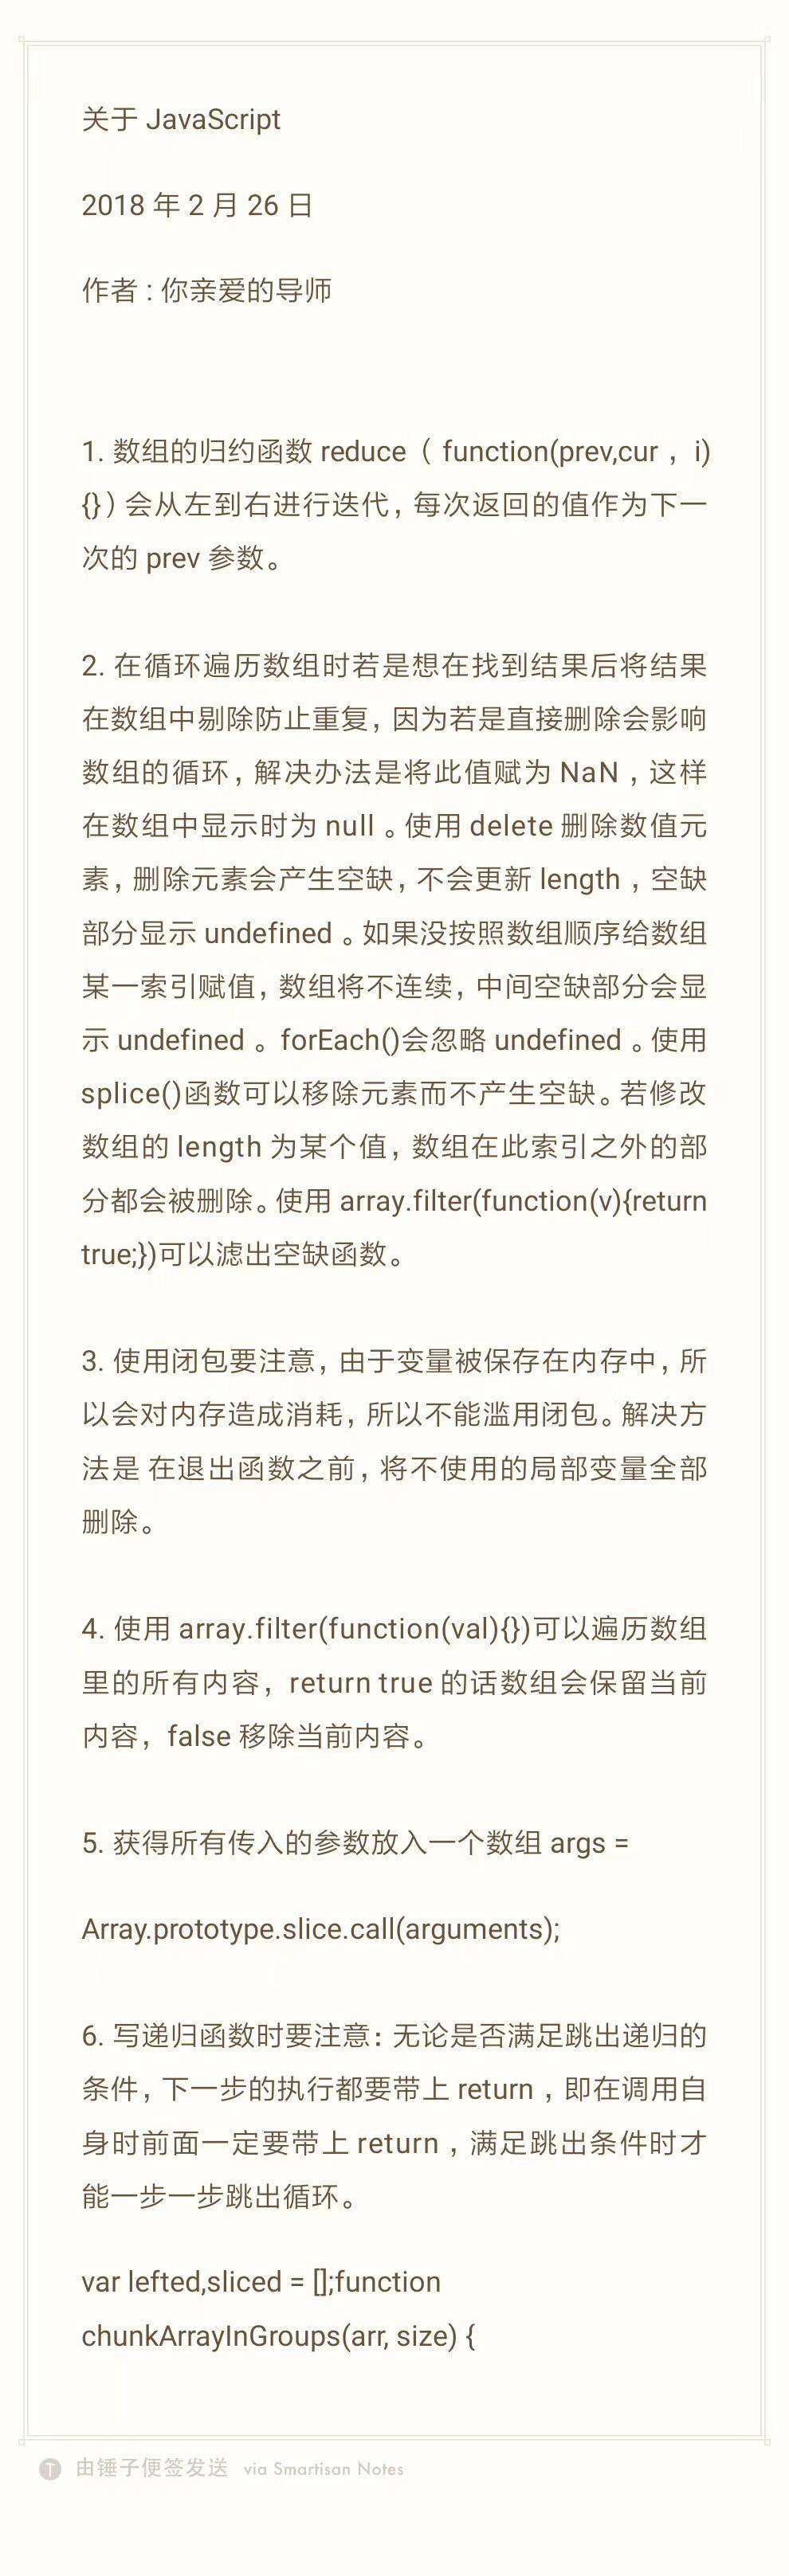 关于 JavaScript
2018 年 2 月 26 日
作者 : 你亲爱的导师
1. 数组的归约函数 reduce （ function(prev,cur ， i)
{}）会从左到右进行迭代，每次返回的值作为下一
次的 prev 参数。
2. 在循环遍历数组时若是想在找到结果后将结果
在数组中剔除防止重复，因为若是直接删除会影响
数组的循环，解决办法是将此值赋为 NaN ，这样
在数组中显示时为 null 。使用 delete 删除数值元
素，删除元素会产生空缺，不会更新 length ，空缺
部分显示 undefined 。如果没按照数组顺序给数组
某一索引赋值，数组将不连续，中间空缺部分会显
示 undefined 。forEach()会忽略 undefined 。使用
splice()函数可以移除元素而不产生空缺。若修改
数组的 length 为某个值，数组在此索引之外的部
分都会被删除。使用 array.filter(function(v){return
true;})可以滤出空缺函数。
3. 使用闭包要注意，由于变量被保存在内存中，所
以会对内存造成消耗，所以不能滥用闭包。解决方
法是 在退出函数之前，将不使用的局部变量全部
删除。
4. 使用 array.filter(function(val){})可以遍历数组
里的所有内容，return true 的话数组会保留当前
内容，false 移除当前内容。
5. 获得所有传入的参数放入一个数组 args =
Array.prototype.slice.call(arguments);
6. 写递归函数时要注意：无论是否满足跳出递归的
条件，下一步的执行都要带上 return ，即在调用自
身时前面一定要带上 return ，满足跳出条件时才
能一步一步跳出循环。
var lefted,sliced = [];function
chunkArrayInGroups(arr, size) {
由锤子便签发送 via Smartisan Notes